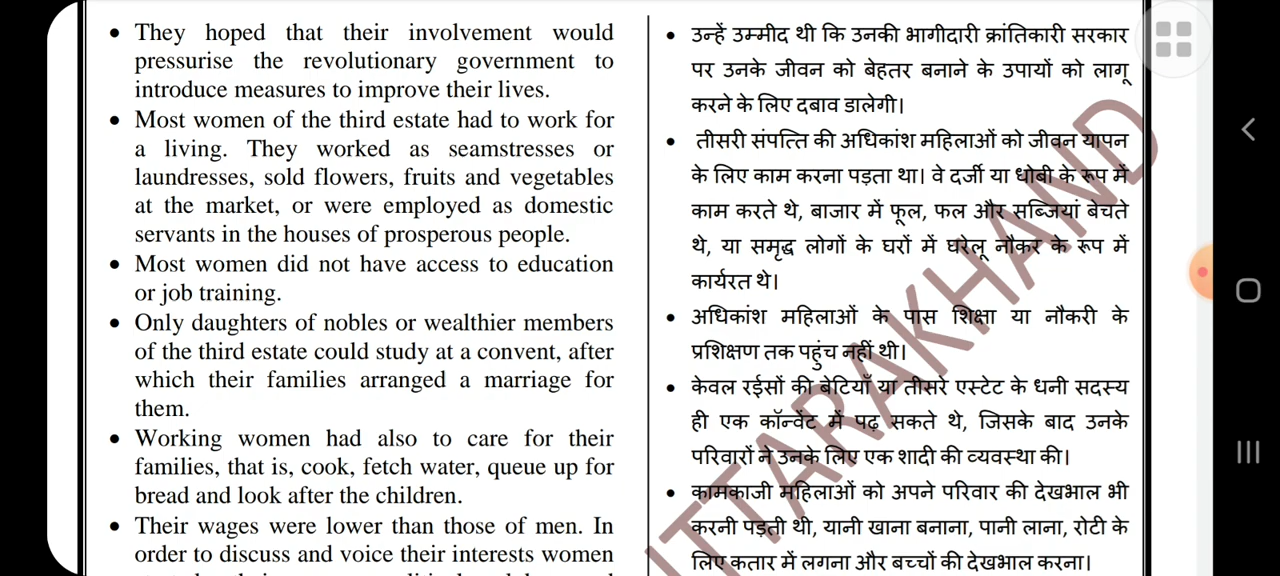 They hoped that their involvement would
pressurise the revolutionary government to
introduce measures to improve their lives.
Most women of the third estate had to work for
a living. They worked as seamstresses or
laundresses, sold flowers, fruits and vegetables
at the market, or were employed as domestic
servants in the houses of prosperous people.
Most women did not have access to education
or job training.
Only daughters of nobles or wealthier members
of the third estate could study at a convent, after
which their families arranged a marriage for
them.
Working women had also to care for their
families, that is, cook, fetch water, queue up for
bread and look after the children.
Their wages were lower than those of men. In
order to discuss and voice their interests women
उन्हें उम्मीद थी कि उनकी भागीदारी क्रांतिकारी सरकार
पर उनके जीवन को बेहतर बनाने के उपायों को लागू
करने के लिए दबाव डालेगी।
तीसरी संपत्ति की अधिकांश महिलाओं को जीवन यापन
के लिए काम करना पड़ता था। वे दर्जी या धोबी के रूप में
काम करते थे, बाजार में फूल, फल और सब्जियां बेचते
थे, या समृद्ध लोगों के घरों में घरेलू नौकर के रूप में
कार्यरत थे।
अधिकांश महिलाओं के पास शिक्षा या नौकरी के
प्रशिक्षण तक पहुंच नहीं थी।
केवल रईसों की बेटियाँ या तीसरे एस्टेट के धनी सदस्य
ही एक कॉन्वेंट में पढ़ सकते थे, जिसके बाद उनके
परिवारों ने उनके लिए एक शादी की व्यवस्था की।
कामकाजी महिलाओं को अपने परिवार की देखभाल भी
करनी पड़ती थी, यानी खाना बनाना, पानी लाना, रोटी के
लिए कतार में लगना और बच्चों की देखभाल करना।
UTTARAKHAND